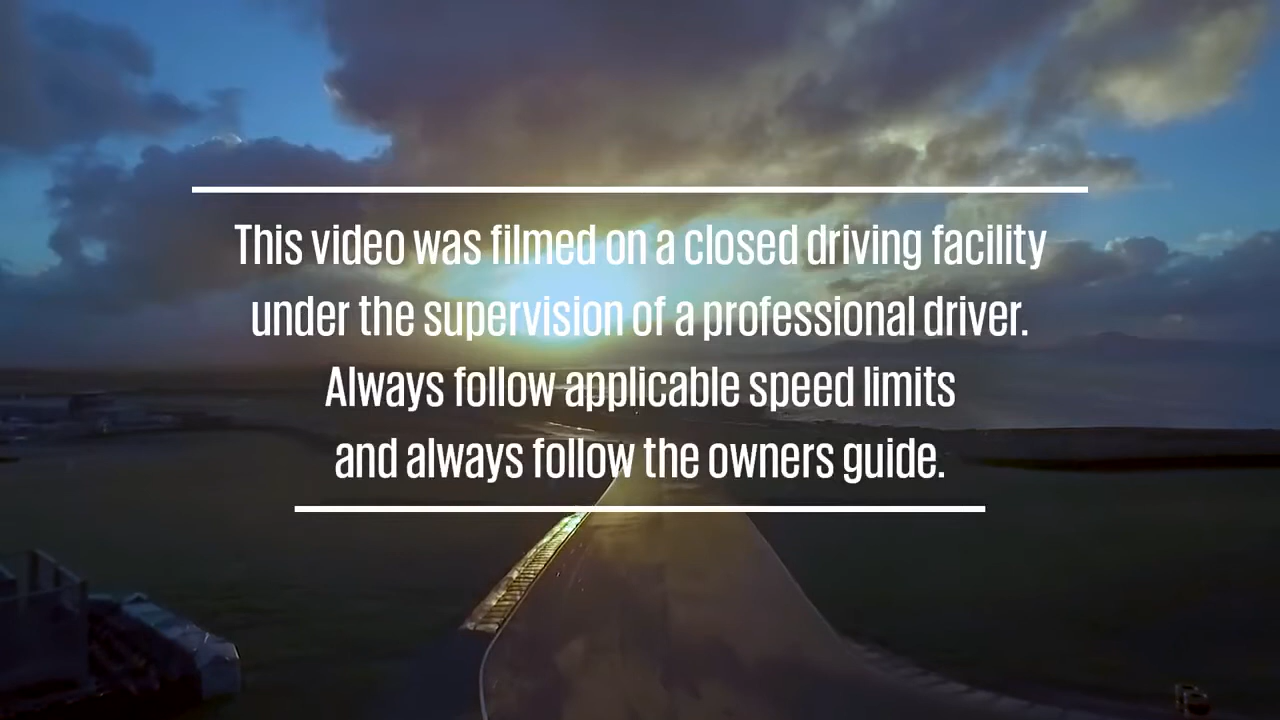 This video was filmed on a closed driving facility
under the supervision of a professional driver.
Always follow applicable speed limits
and always follow the owners guide.